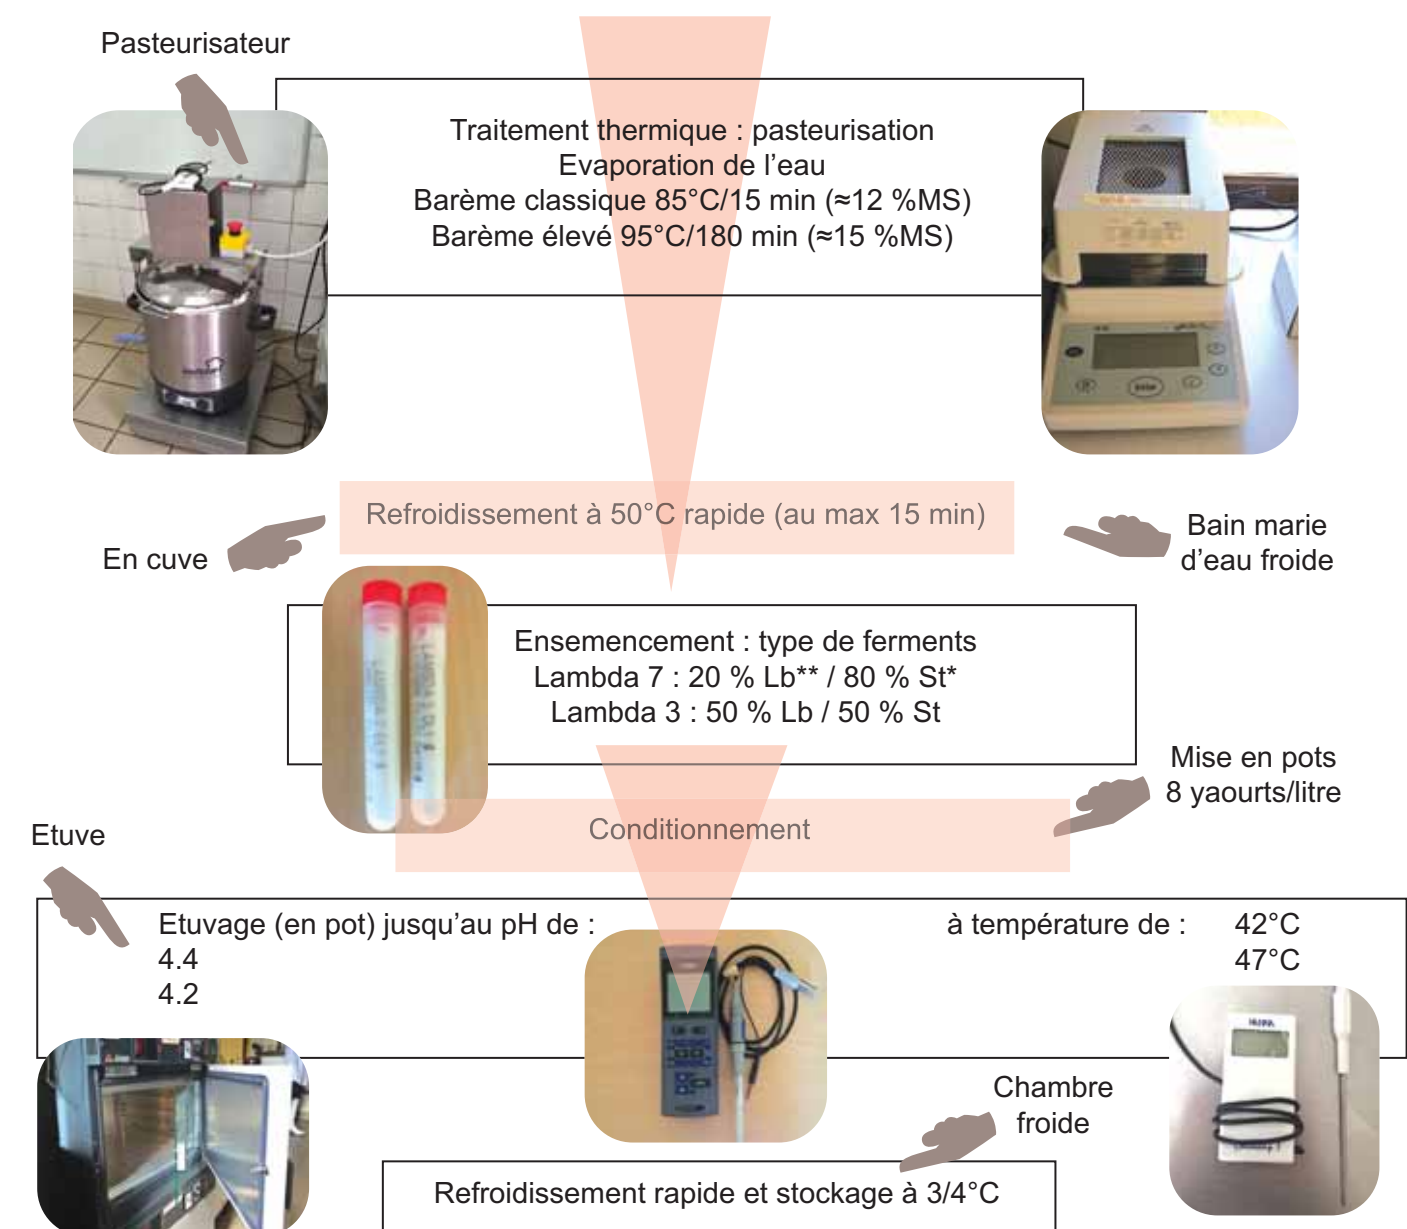 Pasteurisateur
Traitement thermique : pasteurisation
Evaporation de l’eau
Barème classique 85°C/15 min (≈12 %MS)
Barème élevé 95°C/180 min (≈15 %MS)
Refroidissement à 50°C rapide (au max 15 min)
En cuve
Bain marie
d’eau froide
Ensemencement : type de ferments
Lambda 7 : 20 % Lb** / 80 % St*
Lambda 3 : 50 % Lb / 50 % St
Mise en pots
8 yaourts/litre
Conditionnement
Etuve
Etuvage (en pot) jusqu’au pH de :
4.4
4.2
à température de : 42°C
47°C
Chambre
froide
Refroidissement rapide et stockage à 3/4°C